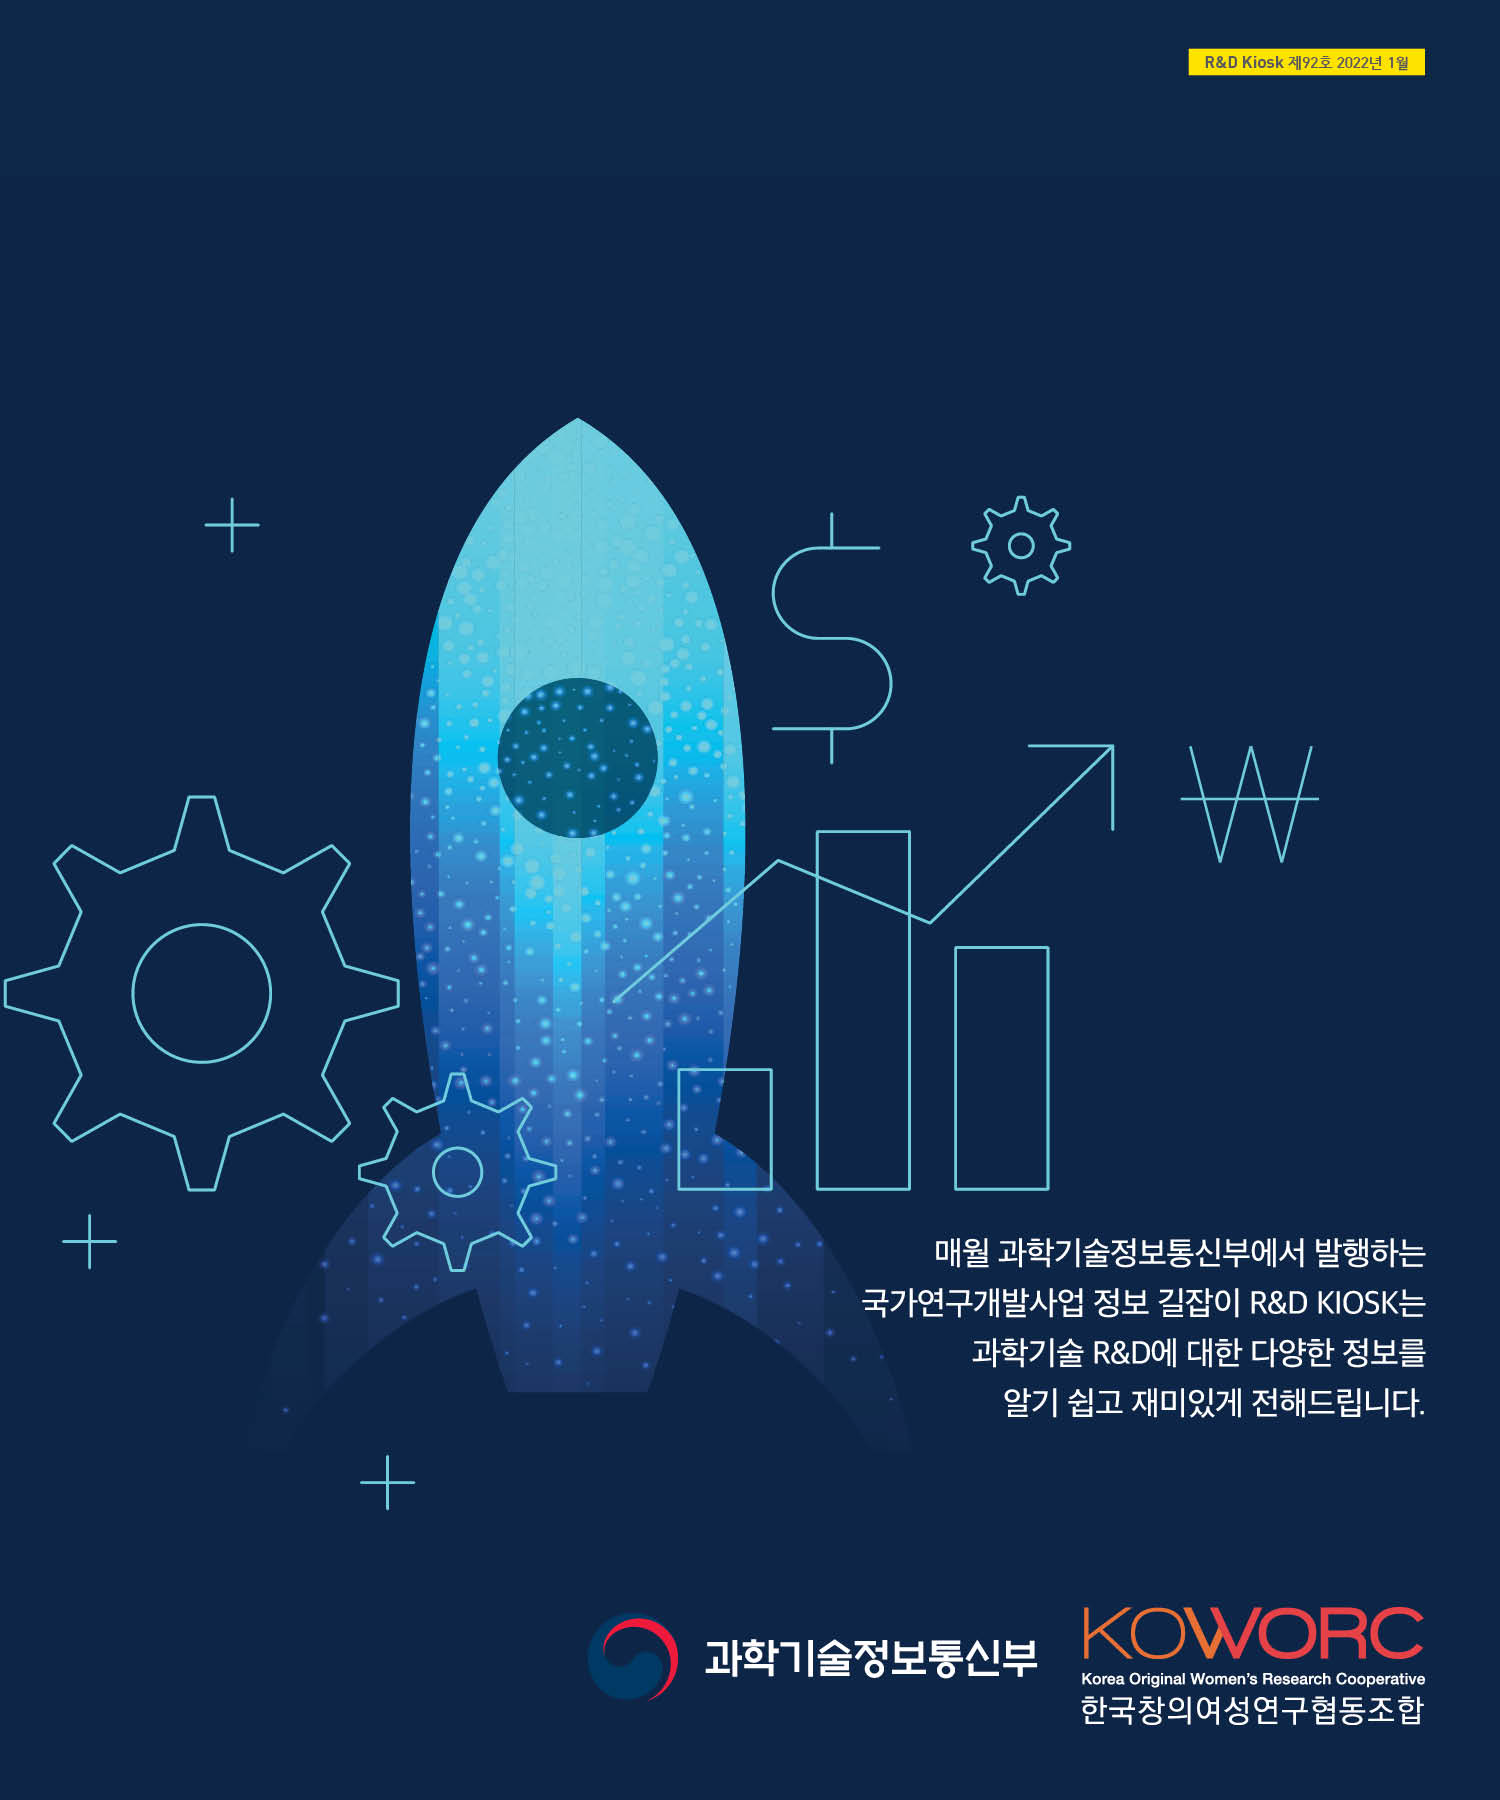 R&D Kiosk 제92호 2022년 1월
매월 과학기술정보통신부에서 발행하는
국가연구개발사업 정보 길잡이 R&D KIOSK는
과학기술 R&D에 대한 다양한 정보를
알기 쉽고 재미있게 전해드립니다.
과학기술정보통신부
KOWORC
Korea Original Women's Research Cooperative
한국창의여성연구협동조합